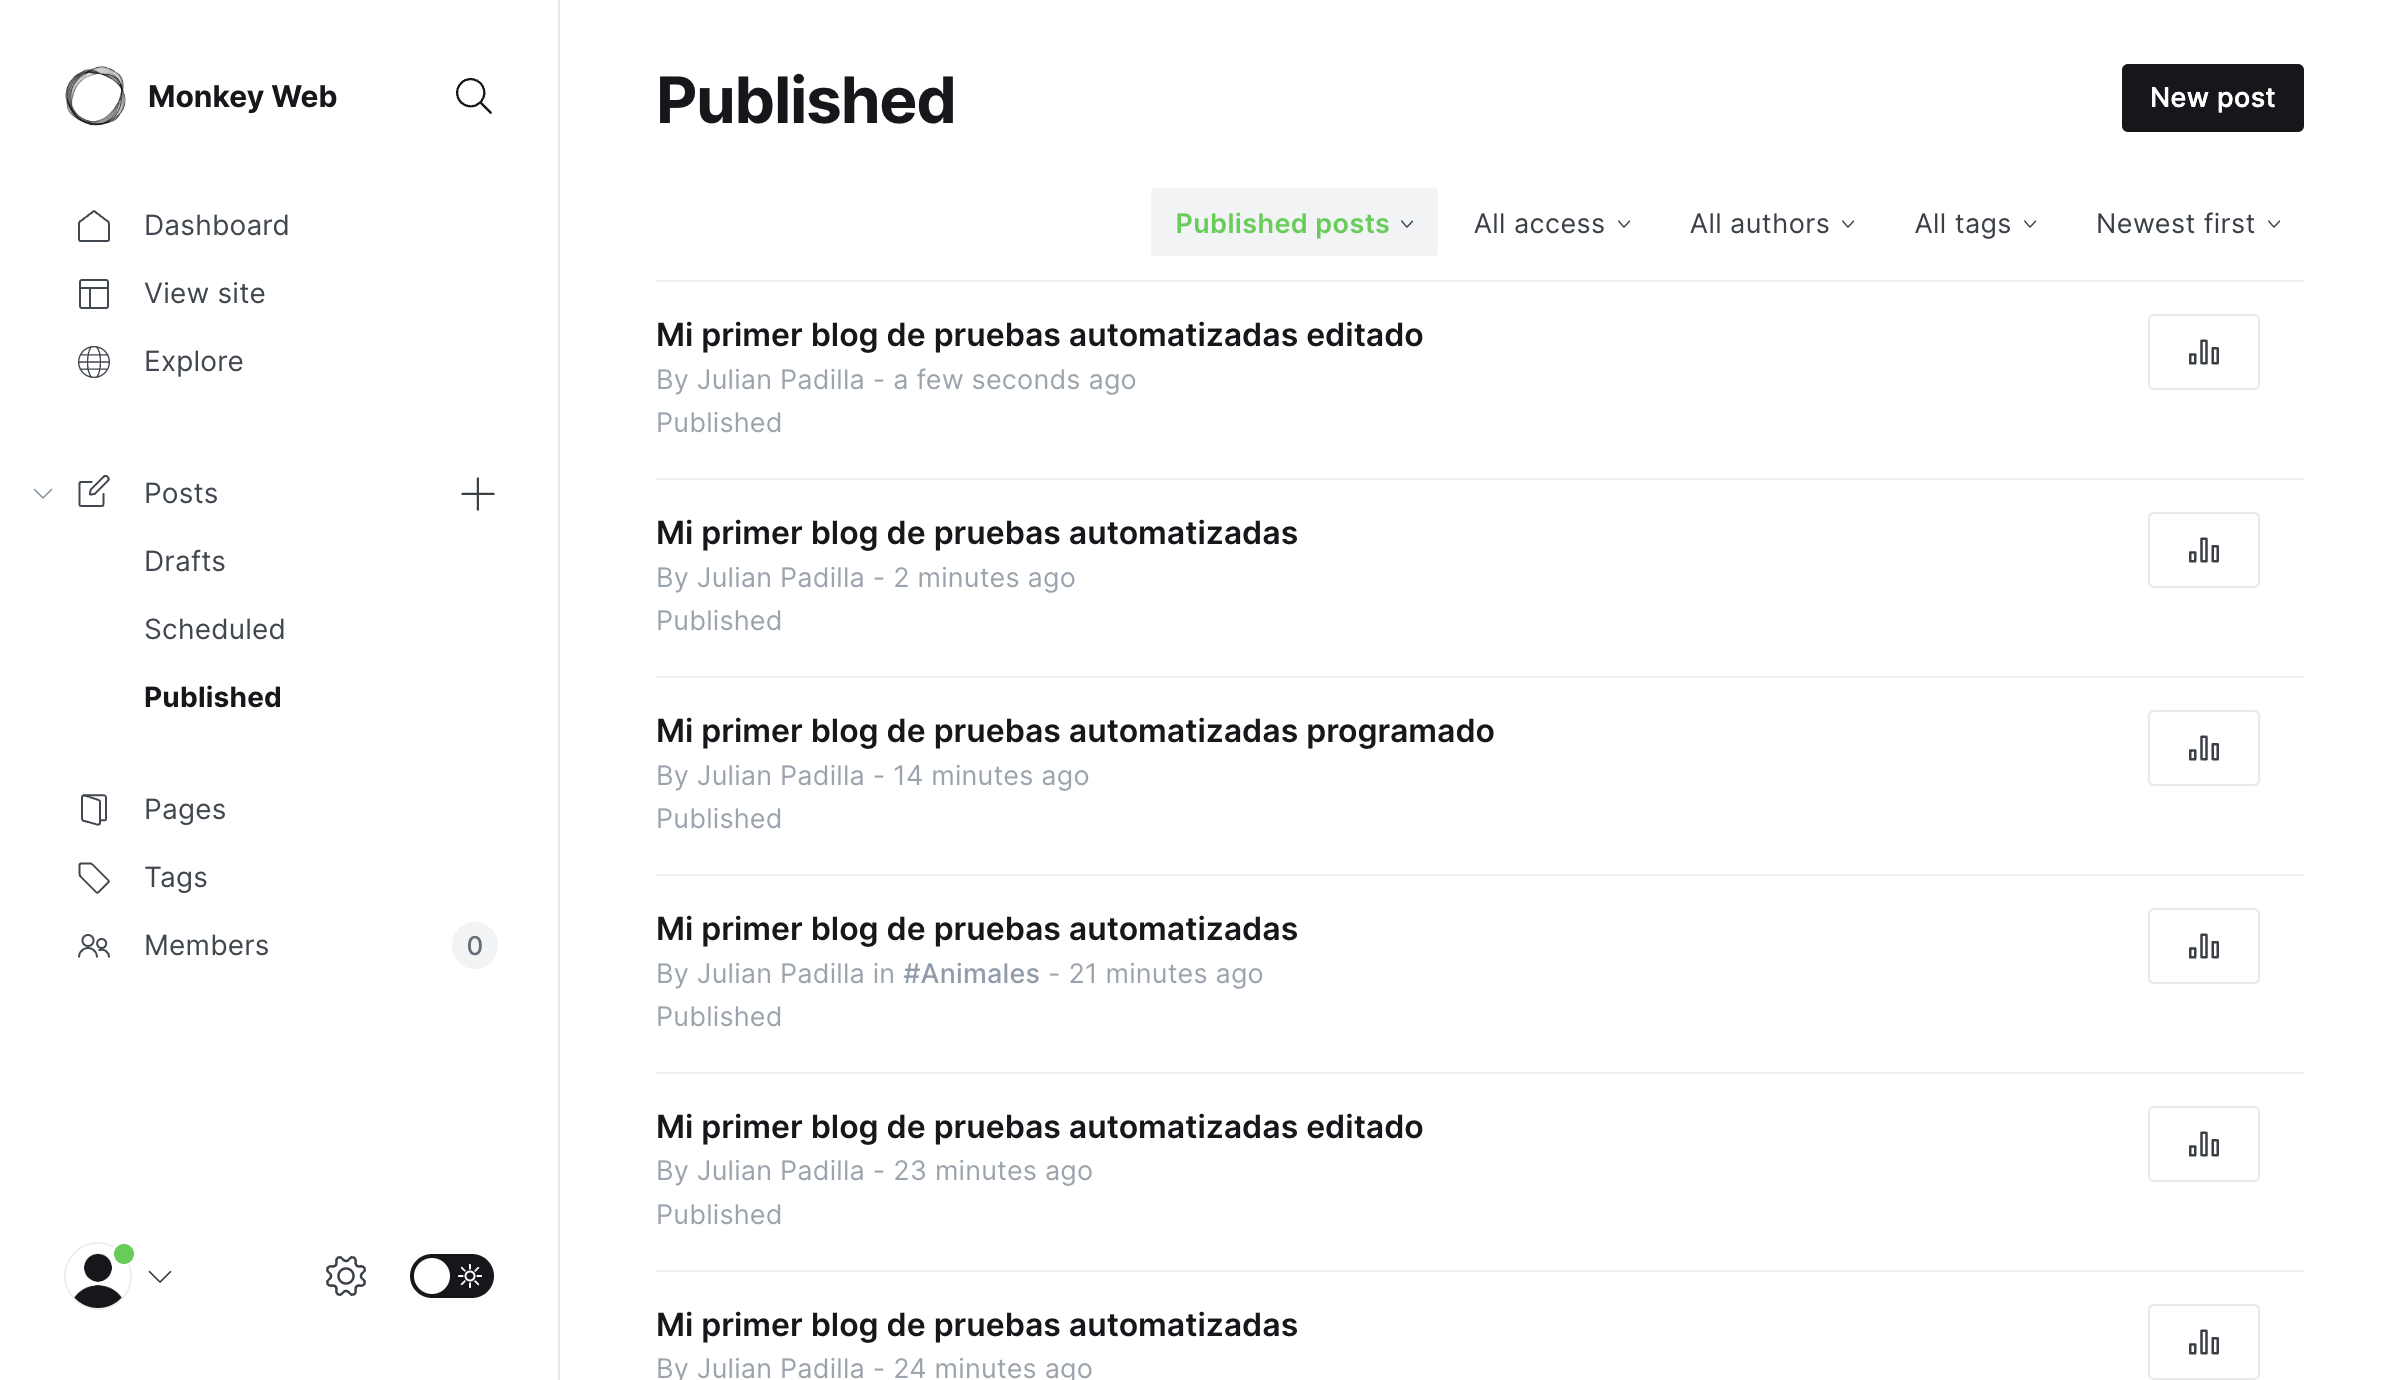 Monkey Web
Dashboard
View site
Explore
Posts
Drafts
Scheduled
Published
Pages
Tags
Members 0
Published
New post
Published posts All access All authors All tags Newest first
Mi primer blog de pruebas automatizadas editado
By Julian Padilla - a few seconds ago
Published
Mi primer blog de pruebas automatizadas
By Julian Padilla - 2 minutes ago
Published
Mi primer blog de pruebas automatizadas programado
By Julian Padilla - 14 minutes ago
Published
Mi primer blog de pruebas automatizadas
By Julian Padilla in #Animales - 21 minutes ago
Published
Mi primer blog de pruebas automatizadas editado
By Julian Padilla - 23 minutes ago
Published
Mi primer blog de pruebas automatizadas
By Julian Padilla - 24 minutes ago